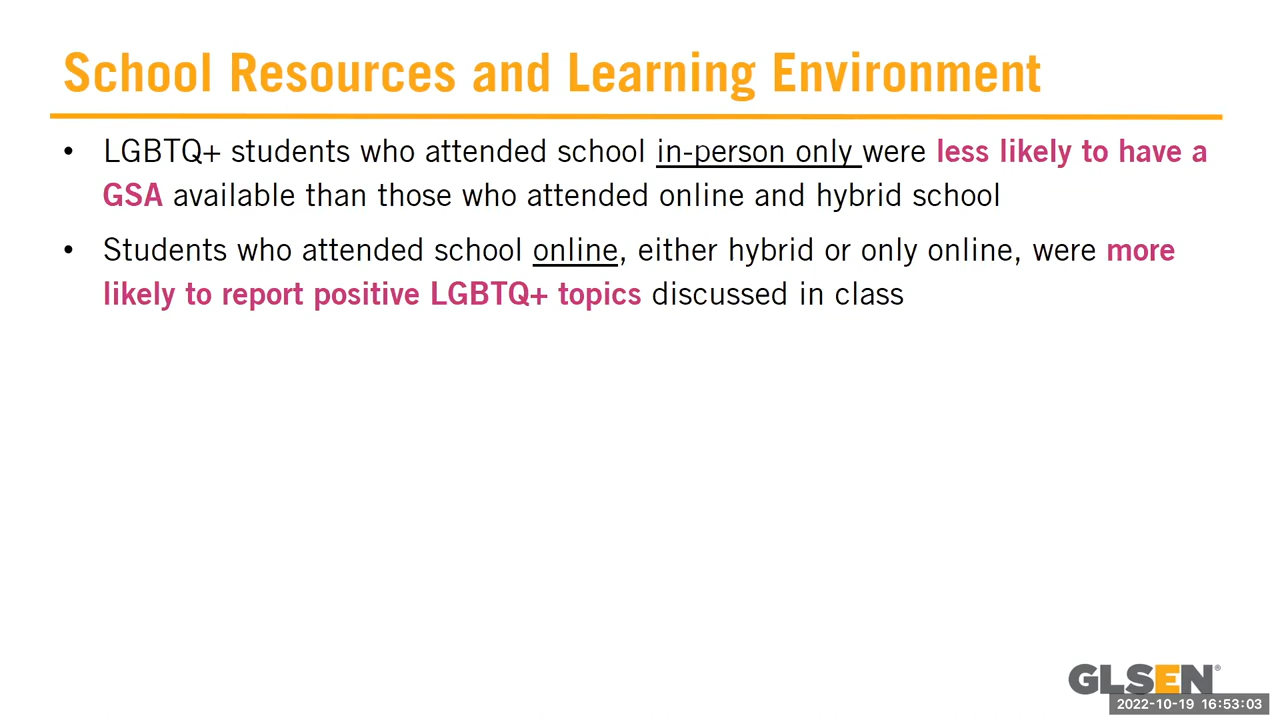 School Resources and Learning Environment
• LGBTQ+ students who attended school in-person only were less likely to have a
GSA available than those who attended online and hybrid school
• Students who attended school online, either hybrid or only online, were more
likely to report positive LGBTQ+ topics discussed in class
GLSEN®
2022-10-19 16:53:03